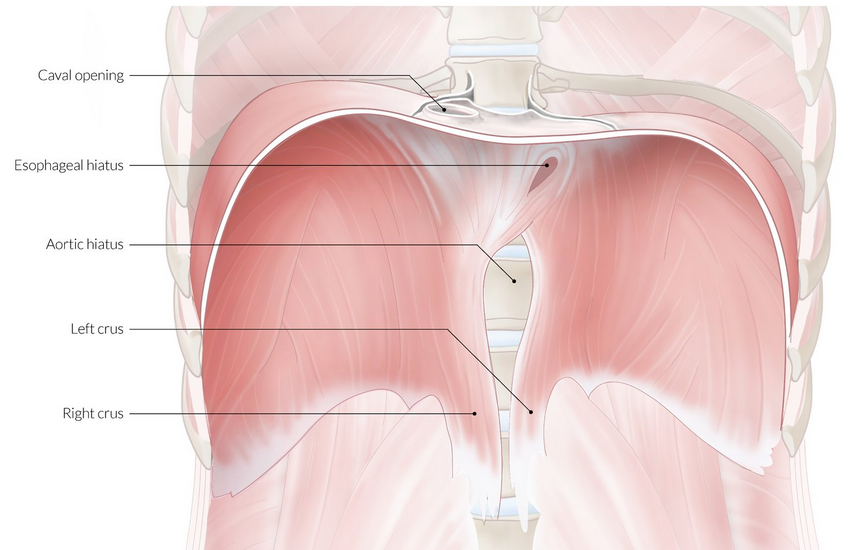 Caval opening
Esophageal hiatus
Aortic hiatus
Left crus
Right crus